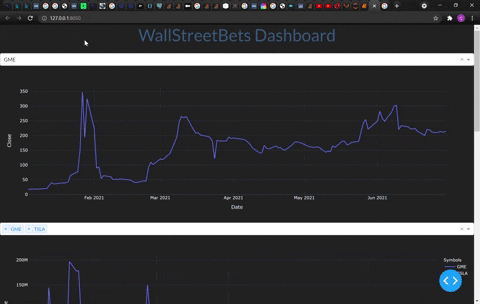 127.0.0.1:8050
WallStreetBets Dashboard
GME
350
300
250
200
150
100
50
0
Close
Feb 2021 Mar 2021 Apr 2021 May 2021 Jun 2021
Date
× GME × TSLA
Symbols
GME
TSLA
200M
150M